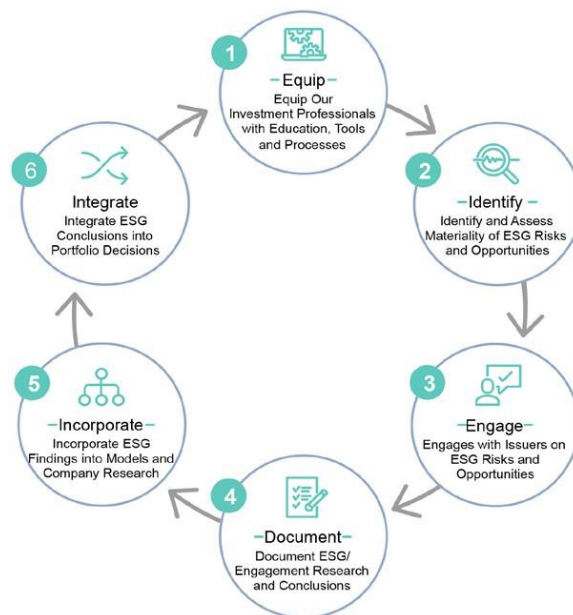 1
Equip
Equip Our
Investment Professionals
with Education, Tools
and Processes
2
Identify
Identify and Assess
Materiality of ESG Risks
and Opportunities
3
Engage
Engages with Issuers on
ESG Risks and
Opportunities
4
Document
Document ESG/
Engagement Research
and Conclusions
5
Incorporate
Incorporate ESG
Findings into Models and
Company Research
6
Integrate
Integrate ESG
Conclusions into
Portfolio Decisions